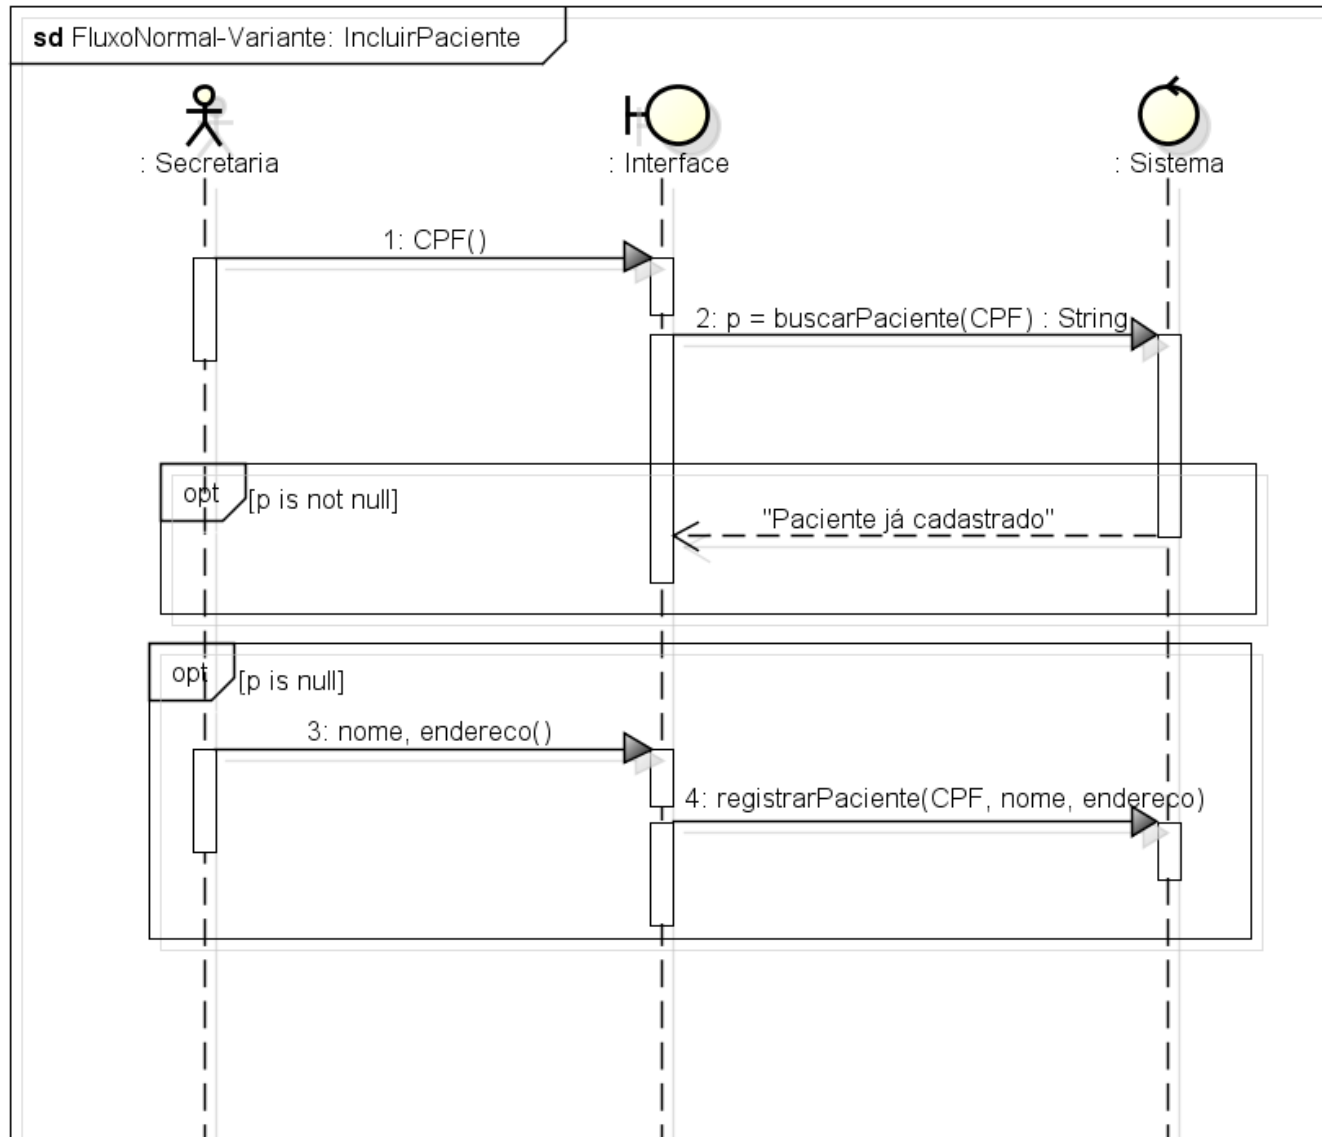 sd FluxoNormal-Variante: IncluirPaciente
: Secretaria
: Interface
: Sistema
1: CPF()
2: p = buscarPaciente(CPF) : String
opt [p is not null]
"Paciente já cadastrado"
opt [p is null]
3: nome, endereco()
4: registrarPaciente(CPF, nome, endereco)